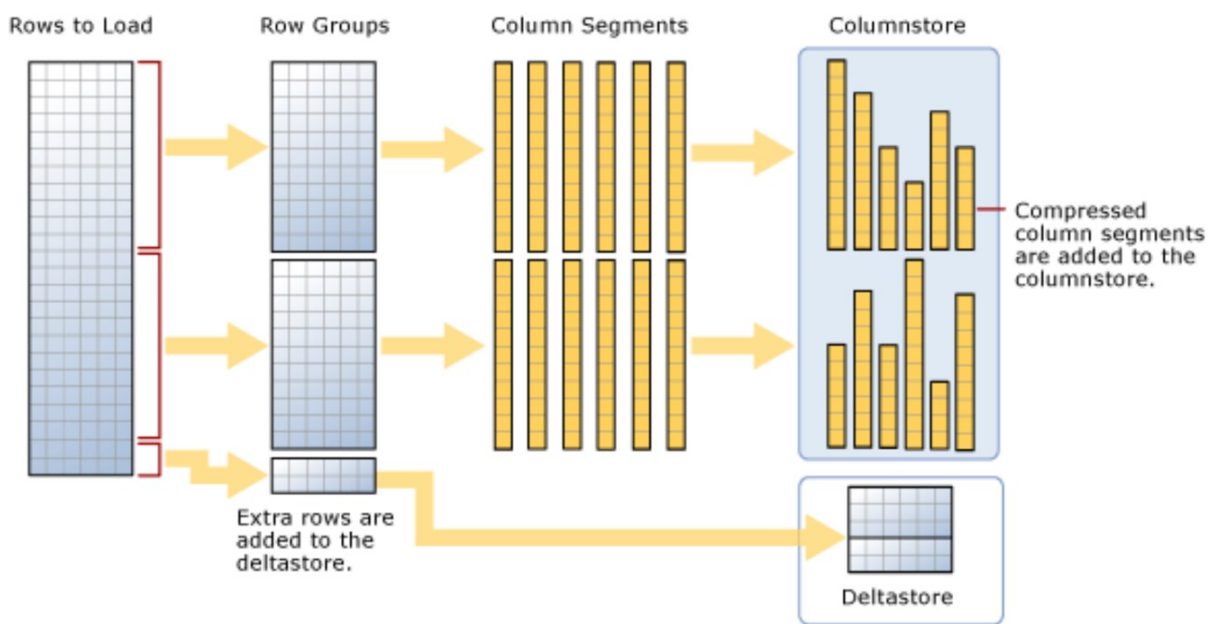 Rows to Load
Row Groups
Column Segments
Columnstore
Compressed
column segments
are added to the
columnstore.
Extra rows are
added to the
deltastore.
Deltastore